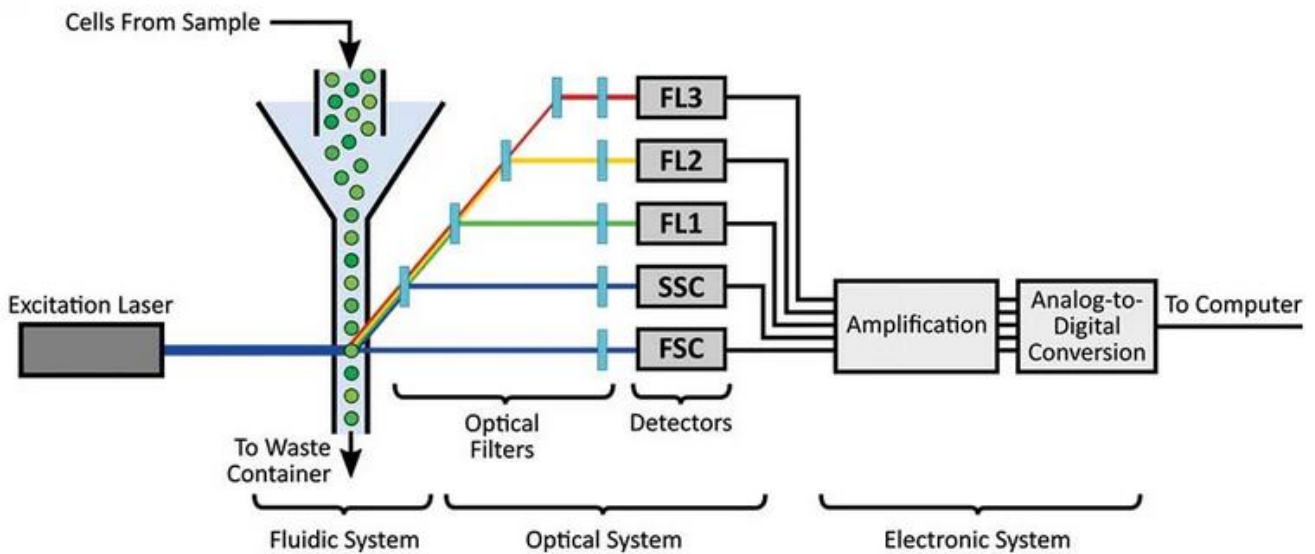 Cells From Sample
FL3
FL2
FL1
SSC
FSC
Excitation Laser
Amplification
Analog-to-
Digital
Conversion
To Computer
To Waste
Container
Optical
Filters
Detectors
Fluidic System
Optical System
Electronic System